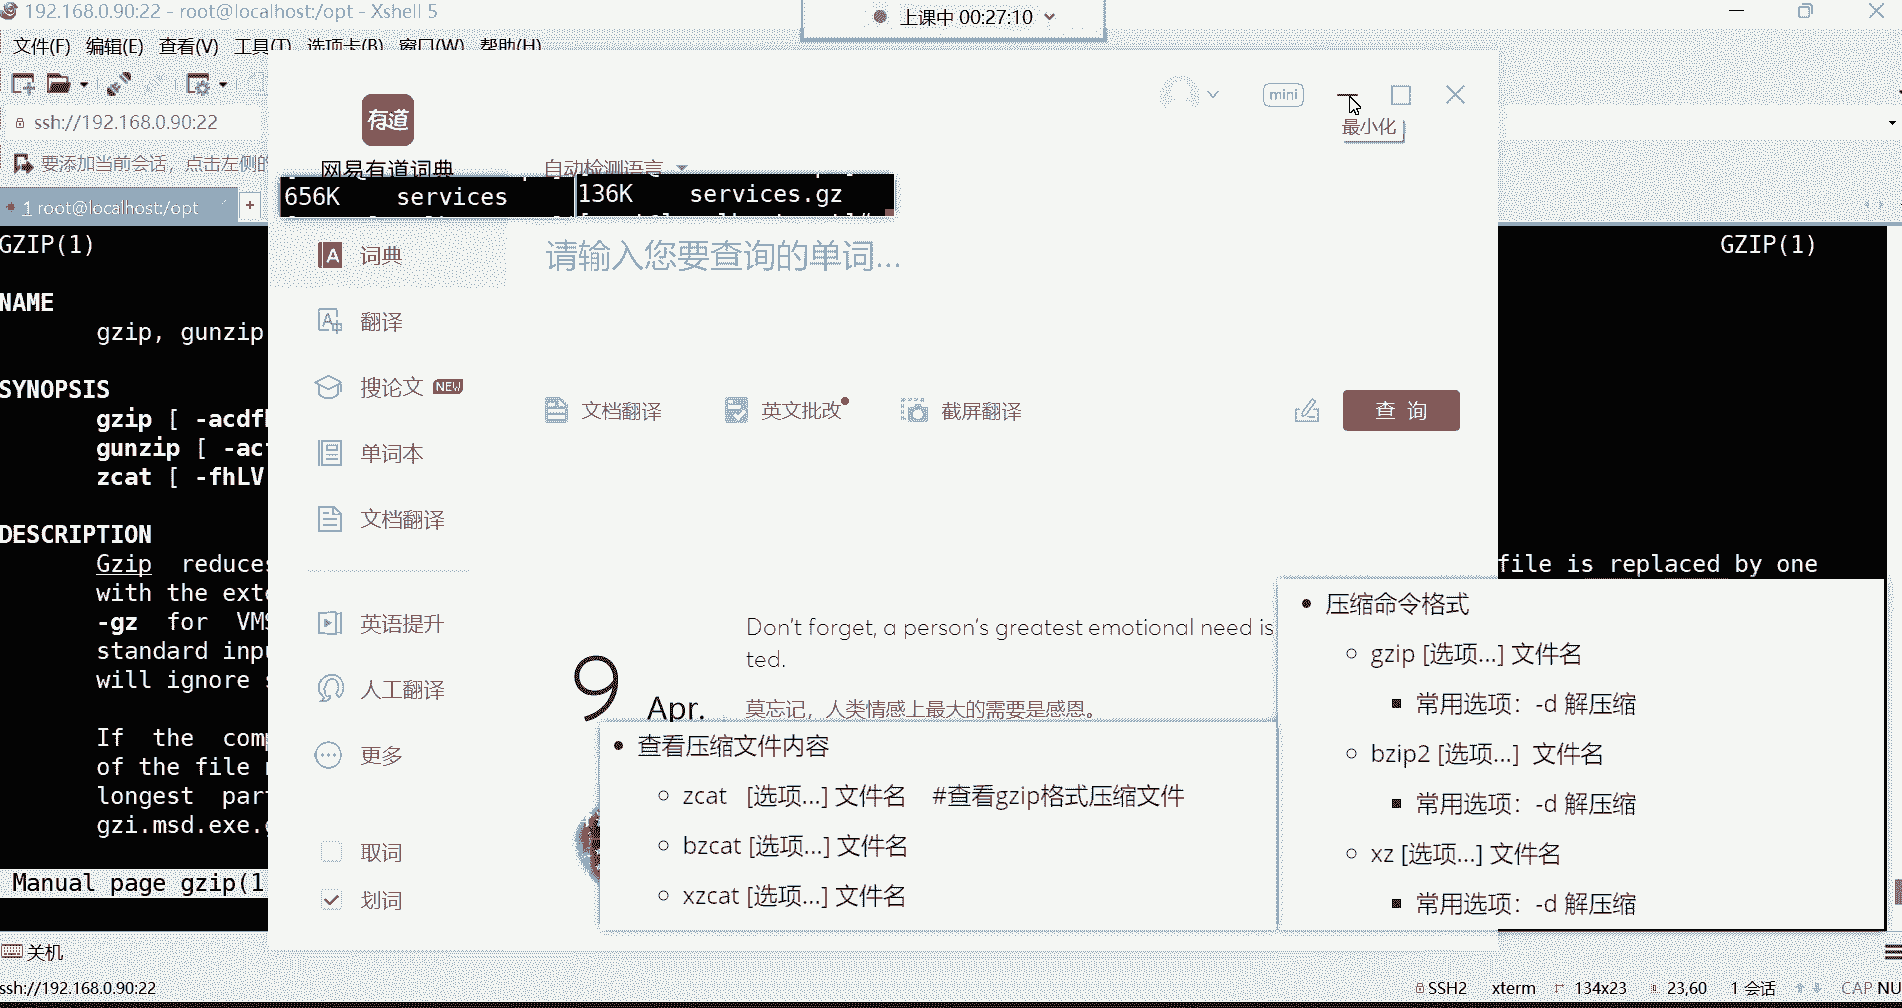 192.168.0.90:22 - root@localhost:/opt - Xshell 5
上课中 00:27:10
文件(F) 编辑(E) 查看(V) 工具(T) 选项卡(B) 窗口(W) 帮助(H)
ssh://192.168.0.90:22
要添加当前会话，点击左侧的
1 root@localhost:/opt
+
有道
网易有道词典
自动检测语言
mini
最小化
656K services
136K services.gz
词典
请输入您要查询的单词...
翻译
搜论文 NEW
单词本
文档翻译
文档翻译
英文批改
截屏翻译
查 询
英语提升
人工翻译
更多
取词
划词
9 Apr.
Don't forget, a person's greatest emotional need is
ted.
莫忘记，人类情感上最大的需要是感恩。
GZIP(1)
GZIP(1)
NAME
gzip, gunzip
SYNOPSIS
gzip [ -acdfh
gunzip [ -acf
zcat [ -fhLV
DESCRIPTION
Gzip reduces
file is replaced by one
with the exte
-gz for VMS
standard inpu
will ignore s
If the comp
of the file n
longest par
gzi.msd.exe.g
Manual page gzip(1
• 查看压缩文件内容
○ zcat [选项...] 文件名 #查看gzip格式压缩文件
○ bzcat [选项...] 文件名
○ xzcat [选项...] 文件名
• 压缩命令格式
○ gzip [选项...] 文件名
▪ 常用选项：-d 解压缩
○ bzip2 [选项...] 文件名
▪ 常用选项：-d 解压缩
○ xz [选项...] 文件名
▪ 常用选项：-d 解压缩
关机
ssh://192.168.0.90:22
SSH2 xterm 134x23 23,60 1 会话 CAP NU